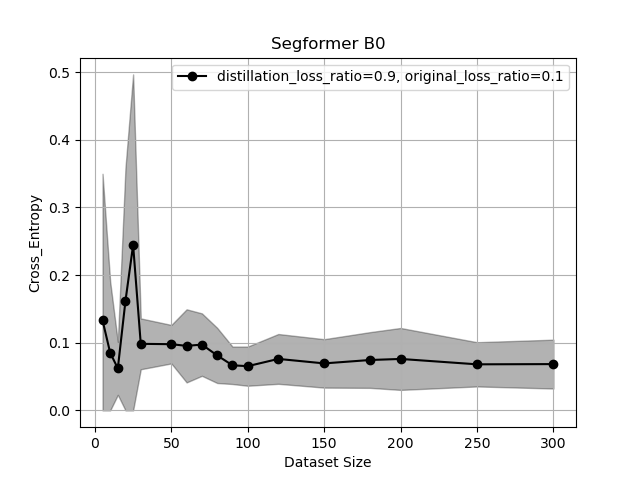 Segformer B0
distillation_loss_ratio=0.9, original_loss_ratio=0.1
0.5
0.4
0.3
0.2
0.1
0.0
Cross_Entropy
0 50 100 150 200 250 300
Dataset Size